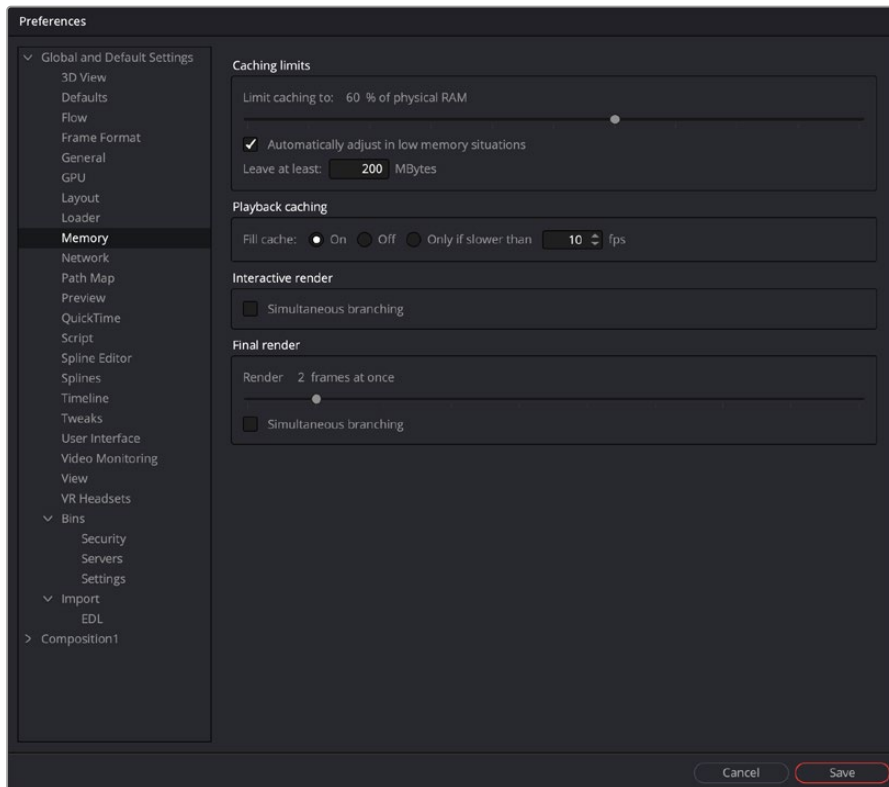 Preferences
Global and Default Settings
3D View
Defaults
Flow
Frame Format
General
GPU
Layout
Loader
Memory
Network
Path Map
Preview
QuickTime
Script
Spline Editor
Splines
Timeline
Tweaks
User Interface
Video Monitoring
View
VR Headsets
Bins
Security
Servers
Settings
Import
EDL
Composition1
Caching limits
Limit caching to: 60 % of physical RAM
Automatically adjust in low memory situations
Leave at least: 200 MBytes
Playback caching
Fill cache: On Off Only if slower than 10 fps
Interactive render
Simultaneous branching
Final render
Render 2 frames at once
Simultaneous branching
Cancel Save